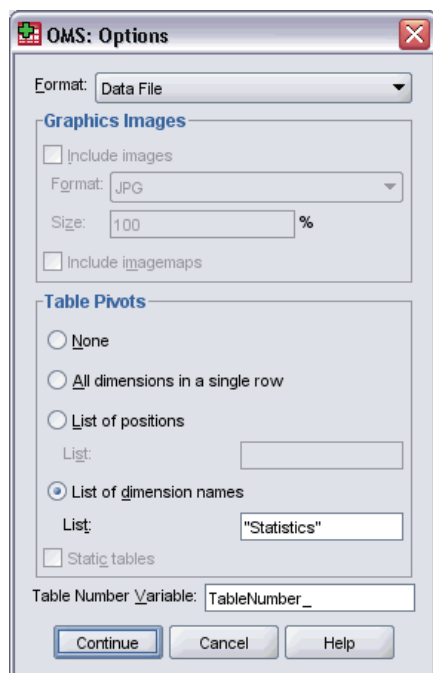 OMS: Options
Format: Data File
Graphics Images
Include images
Format: JPG
Size: 100 %
Include imagemaps
Table Pivots
None
All dimensions in a single row
List of positions
List:
List of dimension names
List: "Statistics"
Static tables
Table Number Variable: TableNumber_
Continue Cancel Help